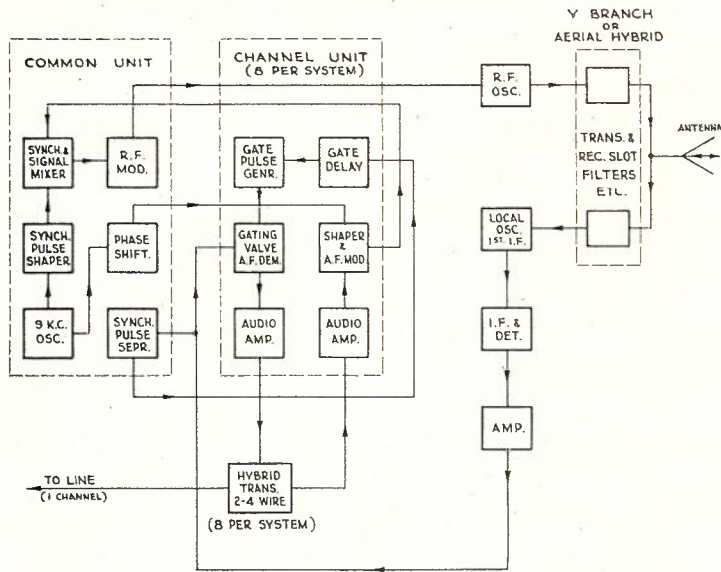 Y BRANCH
OR
AERIAL HYBRID
COMMON UNIT
CHANNEL UNIT
(8 PER SYSTEM)
R.F.
OSC.
SYNCH. &
SIGNAL
MIXER
R.F.
MOD.
GATE
PULSE
GENR.
GATE
DELAY
TRANS. &
REC. SLOT
FILTERS
ETC.
ANTENNA
SYNCH.
PULSE
SHAPER
PHASE
SHIFT.
GATING
VALVE
A.F. DEM.
SHAPER
&
A.F. MOD.
LOCAL
OSC.
1ST. I.F.
9 K.C.
OSC.
SYNCH.
PULSE
SEPR.
AUDIO
AMP.
AUDIO
AMP.
I.F. &
DET.
AMP.
TO LINE
(1 CHANNEL)
HYBRID
TRANS.
2-4 WIRE
(8 PER SYSTEM)